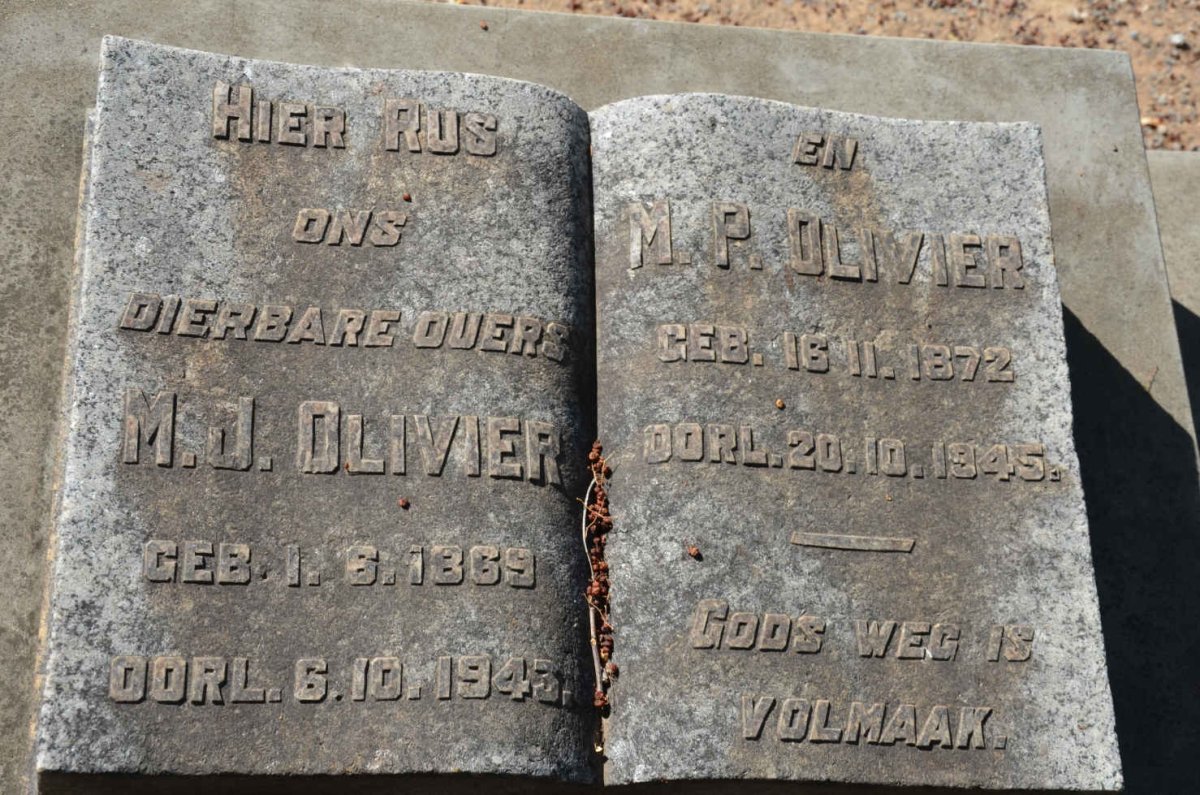 HIER RUS
ONS
DIERBARE OUERS
M.J. OLIVIER
GEB. 1. 6. 1869
OORL. 6. 10. 1945.
EN
M. P. OLIVIER
GEB. 16 11. 1872
OORL. 20. 10. 1945.
GODS WEG IS
VOLMAAK.